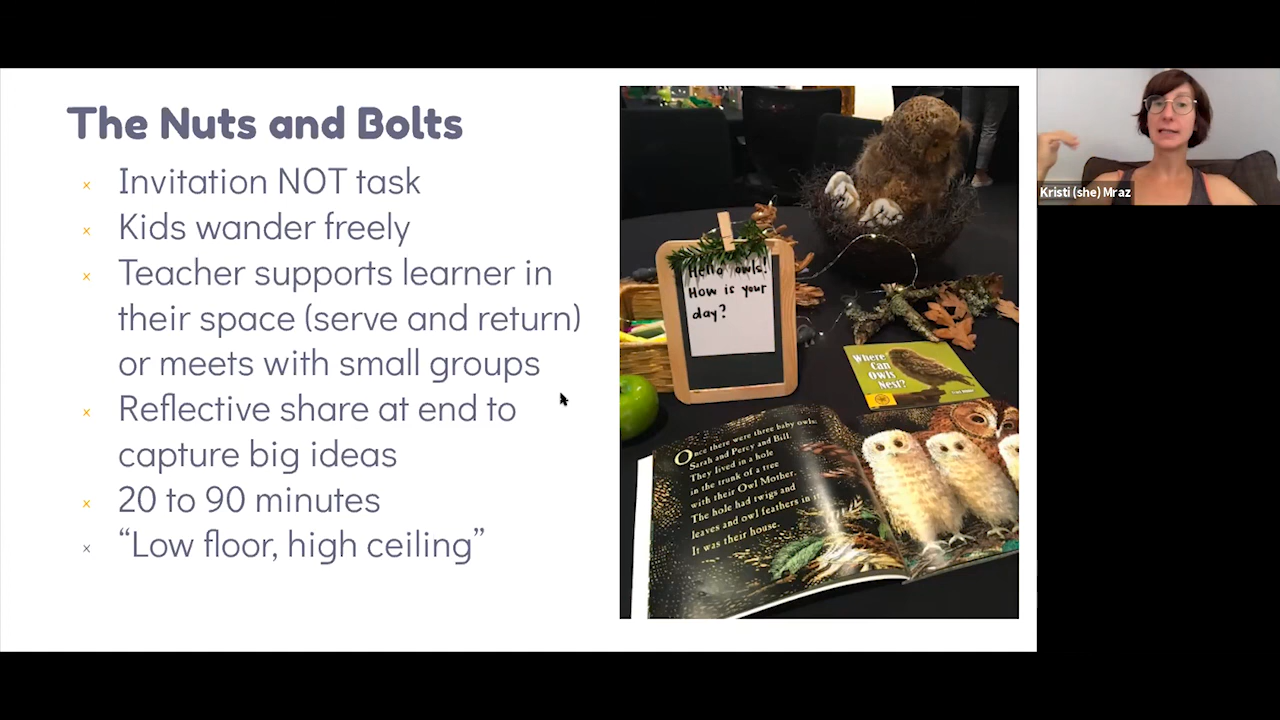 The Nuts and Bolts
Invitation NOT task
Kids wander freely
Teacher supports learner in
their space (serve and return)
or meets with small groups
Reflective share at end to
capture big ideas
20 to 90 minutes
“Low floor, high ceiling”
Hello owls!
How is your
day?
Where
Can
Owls
Nest?
Once there were three baby owls:
Sarah and Percy and Bill.
They lived in a hole
in the trunk of a tree
with their Owl Mother.
The hole had twigs and
leaves and owl feathers in it.
It was their house.
Kristi (she) Mraz